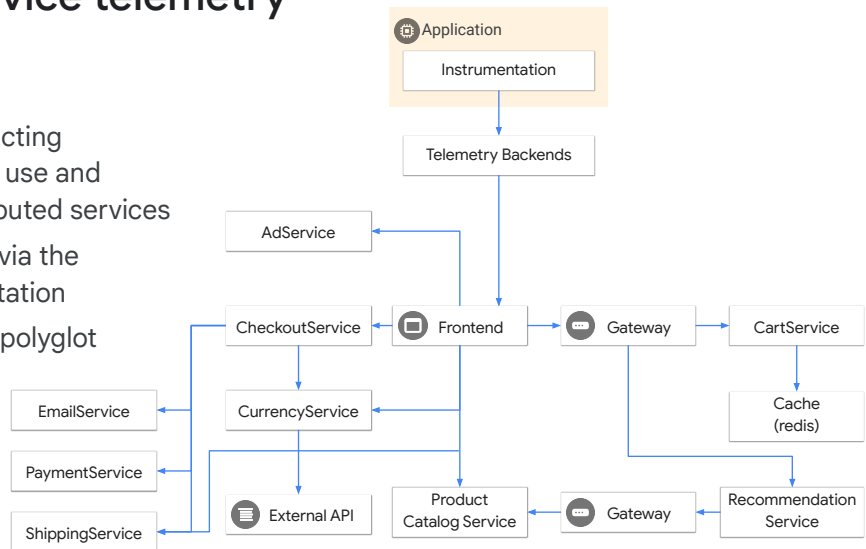 vice telemetry
cting
use and
buted services
via the
tation
polyglot
Application
Instrumentation
Telemetry Backends
AdService
CheckoutService
Frontend
Gateway
CartService
EmailService
CurrencyService
Cache
(redis)
PaymentService
External API
Product
Catalog Service
Gateway
Recommendation
Service
ShippingService